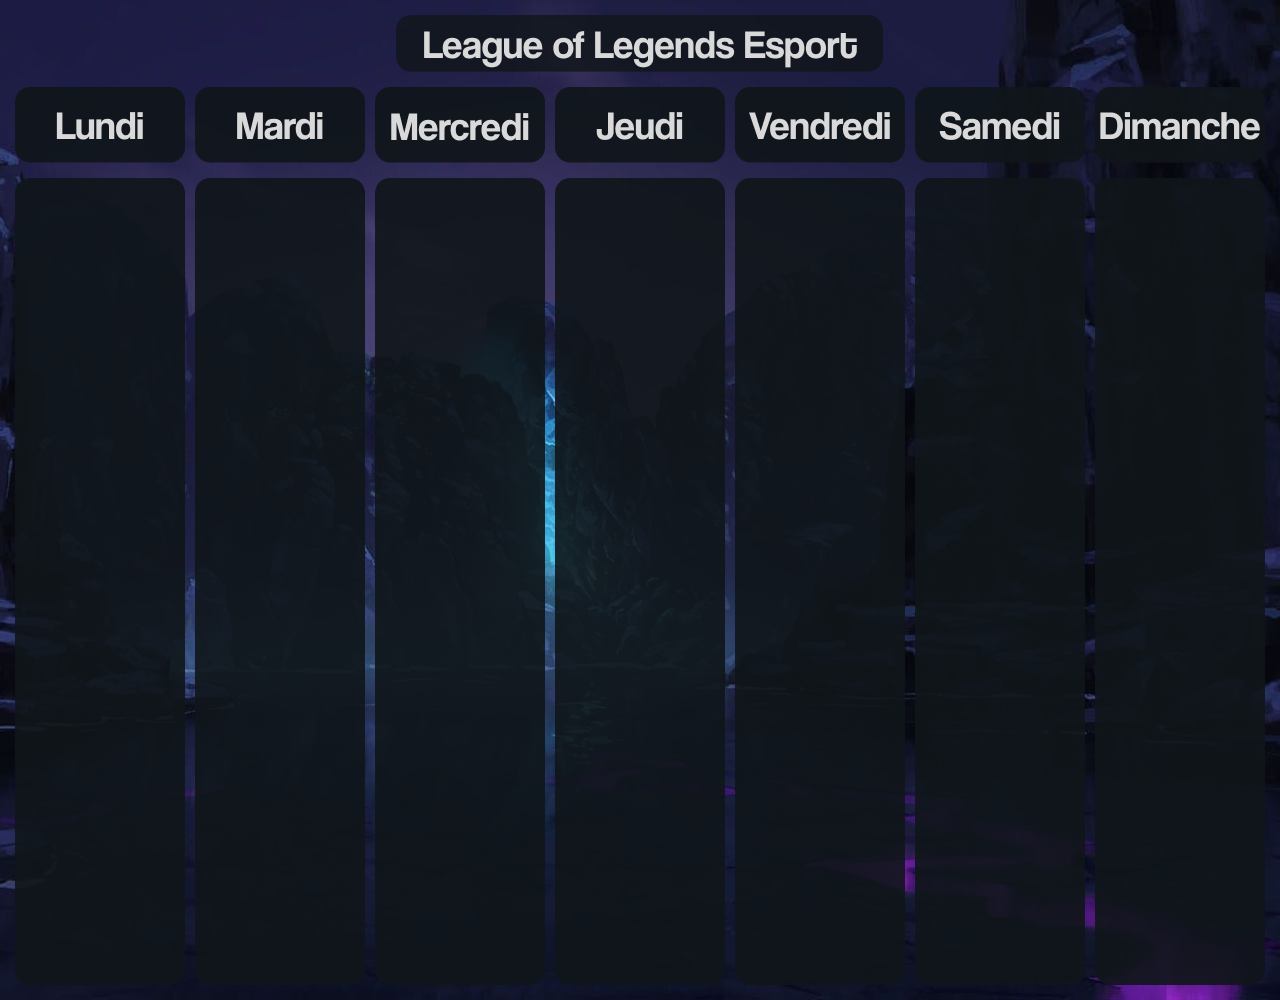 League of Legends Esport
Lundi
Mardi
Mercredi
Jeudi
Vendredi
Samedi
Dimanche